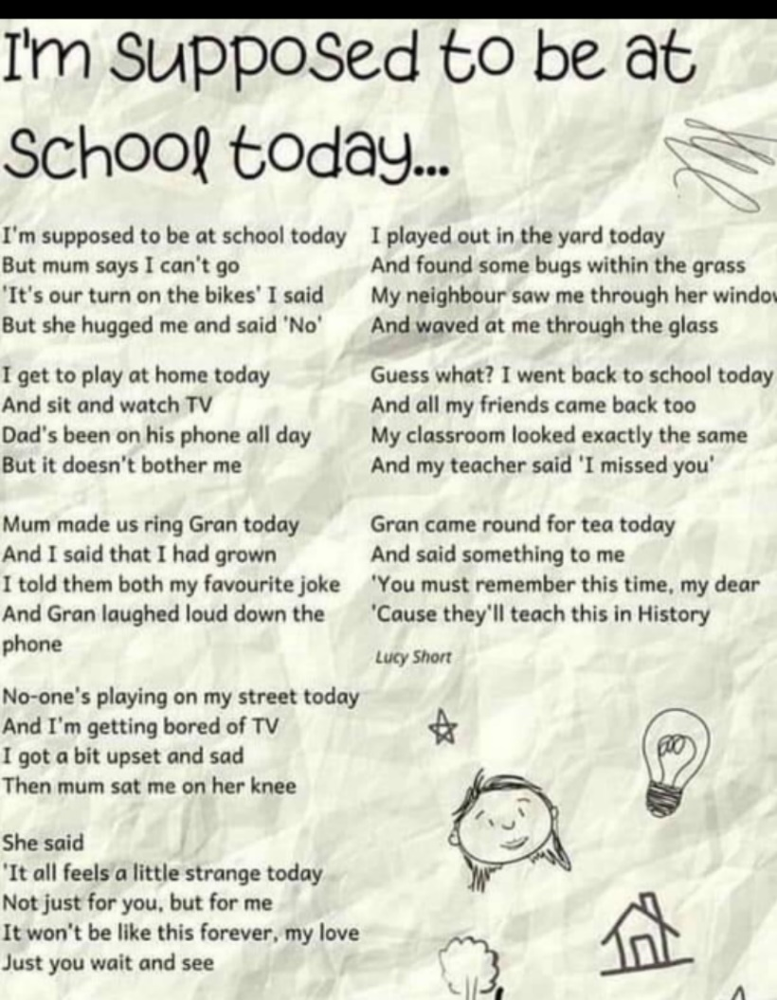 I'm supposed to be at
school today...
I'm supposed to be at school today
But mum says I can't go
'It's our turn on the bikes' I said
But she hugged me and said 'No'
I get to play at home today
And sit and watch TV
Dad's been on his phone all day
But it doesn't bother me
Mum made us ring Gran today
And I said that I had grown
I told them both my favourite joke
And Gran laughed loud down the
phone
No-one's playing on my street today
And I'm getting bored of TV
I got a bit upset and sad
Then mum sat me on her knee
She said
'It all feels a little strange today
Not just for you, but for me
It won't be like this forever, my love
Just you wait and see
I played out in the yard today
And found some bugs within the grass
My neighbour saw me through her window
And waved at me through the glass
Guess what? I went back to school today
And all my friends came back too
My classroom looked exactly the same
And my teacher said 'I missed you'
Gran came round for tea today
And said something to me
'You must remember this time, my dear
'Cause they'll teach this in History
Lucy Short